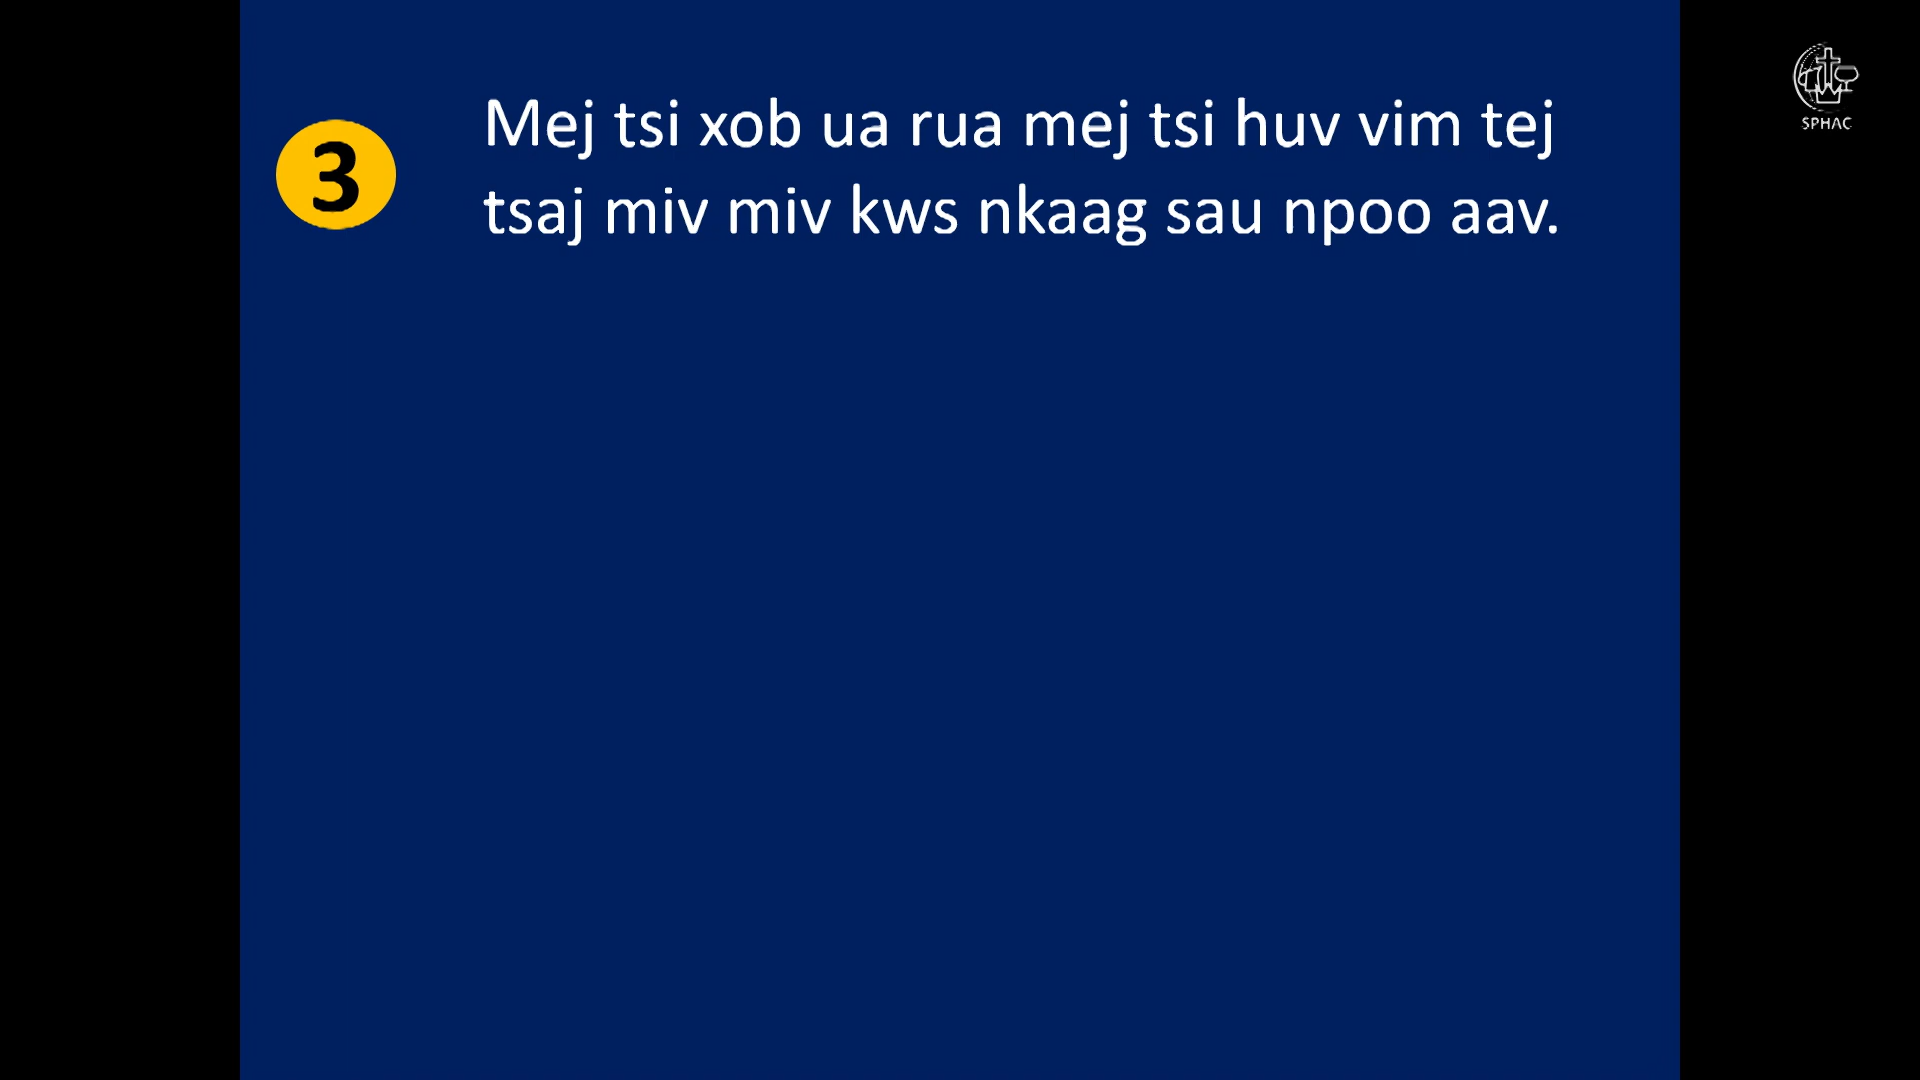 3
Mej tsi xob ua rua mej tsi huv vim tej
tsaj miv miv kws nkaag sau npoo aav.
SPHAC